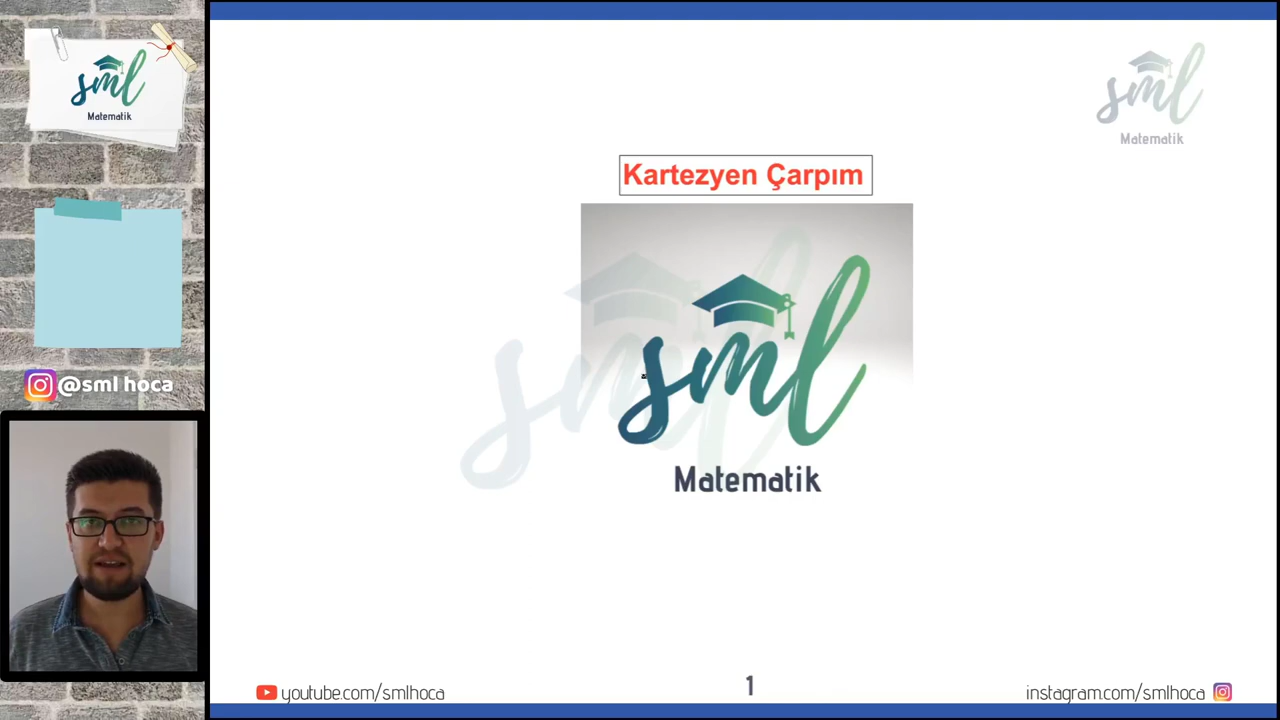 sml
Matematik
@sml hoca
sml
Matematik
Kartezyen Çarpım
sml
Matematik
youtube.com/smlhoca
1
instagram.com/smlhoca